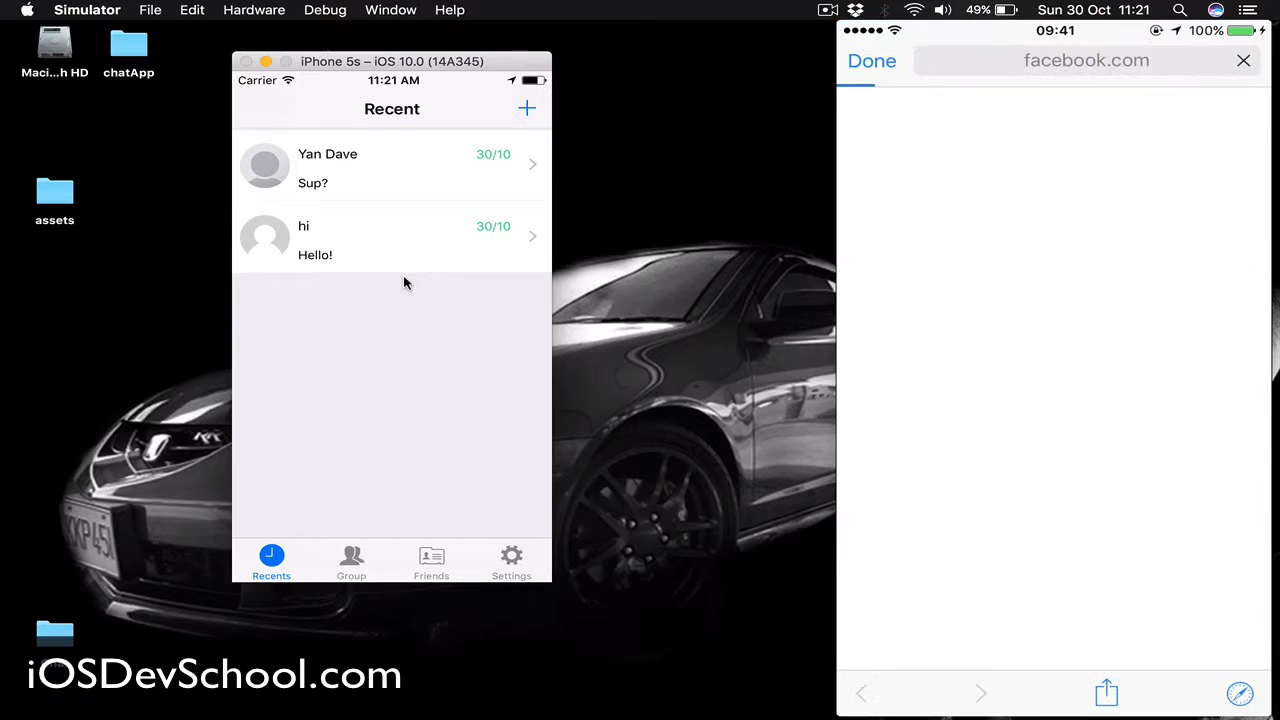 Simulator File Edit Hardware Debug Window Help 49% Sun 30 Oct 11:21
Maci...h HD
chatApp
assets
iPhone 5s – iOS 10.0 (14A345)
Carrier 11:21 AM
Recent
Yan Dave 30/10
Sup?
hi 30/10
Hello!
Recents Group Friends Settings
09:41 100%
Done facebook.com
iOSDevSchool.com